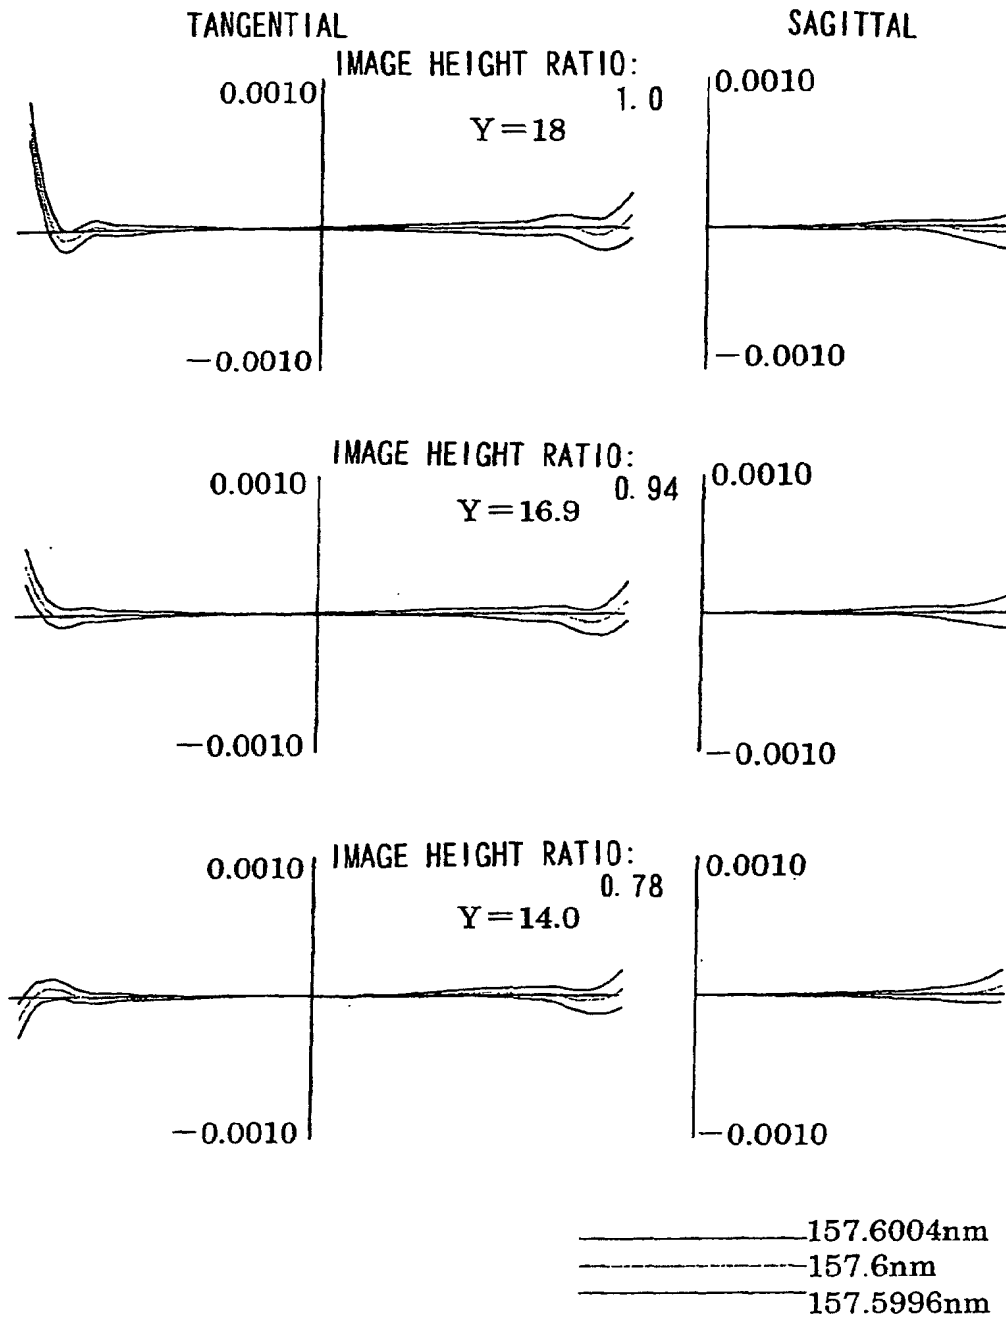 TANGENTIAL SAGITTAL
IMAGE HEIGHT RATIO:
0.0010 1.0 0.0010
Y=18
−0.0010 −0.0010
IMAGE HEIGHT RATIO:
0.0010 0.94 0.0010
Y=16.9
−0.0010 −0.0010
IMAGE HEIGHT RATIO:
0.0010 0.78 0.0010
Y=14.0
−0.0010 −0.0010
157.6004nm
157.6nm
157.5996nm